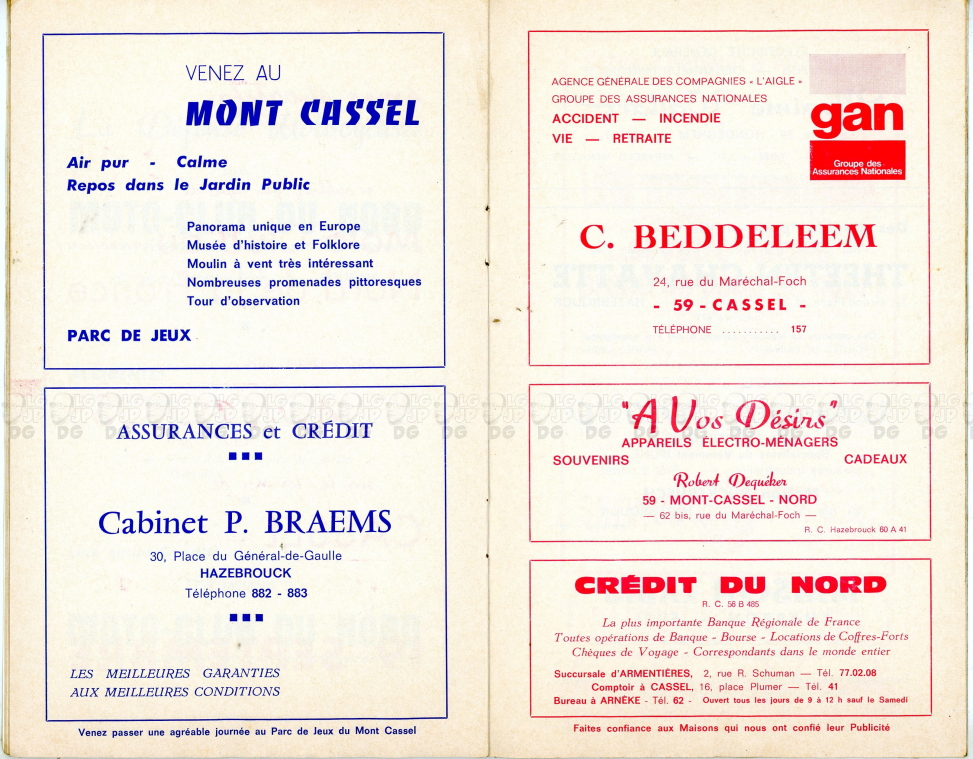 VENEZ AU
MONT CASSEL
Air pur - Calme
Repos dans le Jardin Public
Panorama unique en Europe
Musée d'histoire et Folklore
Moulin à vent très intéressant
Nombreuses promenades pittoresques
Tour d'observation
PARC DE JEUX
ASSURANCES et CRÉDIT
Cabinet P. BRAEMS
30, Place du Général-de-Gaulle
HAZEBROUCK
Téléphone 882 - 883
LES MEILLEURES GARANTIES
AUX MEILLEURES CONDITIONS
Venez passer une agréable journée au Parc de Jeux du Mont Cassel
AGENCE GÉNÉRALE DES COMPAGNIES « L'AIGLE »
GROUPE DES ASSURANCES NATIONALES
ACCIDENT — INCENDIE
VIE — RETRAITE
gan
Groupe des
Assurances Nationales
C. BEDDELEEM
24, rue du Maréchal-Foch
- 59 - CASSEL -
TÉLÉPHONE ........... 157
"A Vos Désirs"
APPAREILS ÉLECTRO-MÉNAGERS
SOUVENIRS CADEAUX
Robert Dequéker
59 - MONT-CASSEL - NORD
— 62 bis, rue du Maréchal-Foch —
R. C. Hazebrouck 60 A 41
CRÉDIT DU NORD
R. C. 56 B 485
La plus importante Banque Régionale de France
Toutes opérations de Banque - Bourse - Locations de Coffres-Forts
Chèques de Voyage - Correspondants dans le monde entier
Succursale d'ARMENTIÈRES, 2, rue R. Schuman — Tél. 77.02.08
Comptoir à CASSEL, 16, place Plumer — Tél. 41
Bureau à ARNÈKE - Tél. 62 - Ouvert tous les jours de 9 à 12 h sauf le Samedi
Faites confiance aux Maisons qui nous ont confié leur Publicité